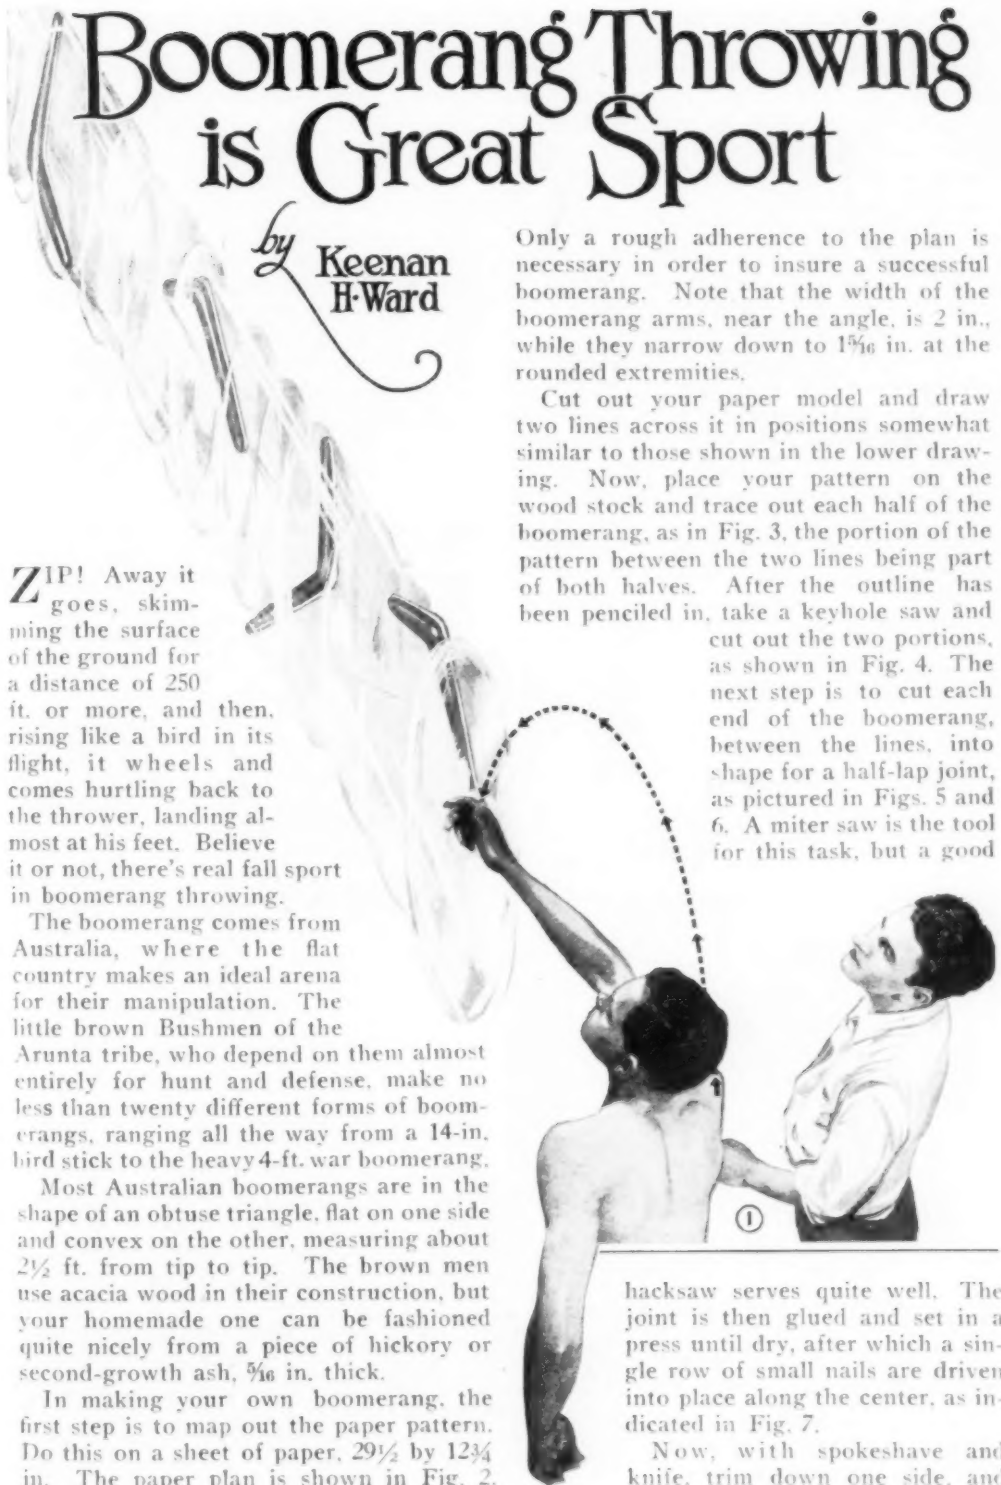 Boomerang Throwing
is Great Sport
by Keenan
H·Ward
ZIP! Away it
goes, skim-
ming the surface
of the ground for
a distance of 250
ft. or more, and then,
rising like a bird in its
flight, it wheels and
comes hurtling back to
the thrower, landing al-
most at his feet. Believe
it or not, there's real fall sport
in boomerang throwing.
The boomerang comes from
Australia, where the flat
country makes an ideal arena
for their manipulation. The
little brown Bushmen of the
Arunta tribe, who depend on them almost
entirely for hunt and defense, make no
less than twenty different forms of boom-
erangs, ranging all the way from a 14-in.
bird stick to the heavy 4-ft. war boomerang.
Most Australian boomerangs are in the
shape of an obtuse triangle, flat on one side
and convex on the other, measuring about
2½ ft. from tip to tip. The brown men
use acacia wood in their construction, but
your homemade one can be fashioned
quite nicely from a piece of hickory or
second-growth ash, 5⁄16 in. thick.
In making your own boomerang, the
first step is to map out the paper pattern.
Do this on a sheet of paper, 29½ by 12¾
in. The paper plan is shown in Fig. 2.
Only a rough adherence to the plan is
necessary in order to insure a successful
boomerang. Note that the width of the
boomerang arms, near the angle, is 2 in.,
while they narrow down to 15⁄16 in. at the
rounded extremities.
Cut out your paper model and draw
two lines across it in positions somewhat
similar to those shown in the lower draw-
ing. Now, place your pattern on the
wood stock and trace out each half of the
boomerang, as in Fig. 3, the portion of the
pattern between the two lines being part
of both halves. After the outline has
been penciled in, take a keyhole saw and
cut out the two portions,
as shown in Fig. 4. The
next step is to cut each
end of the boomerang,
between the lines, into
shape for a half-lap joint,
as pictured in Figs. 5 and
6. A miter saw is the tool
for this task, but a good
1
hacksaw serves quite well. The
joint is then glued and set in a
press until dry, after which a sin-
gle row of small nails are driven
into place along the center, as in-
dicated in Fig. 7.
Now, with spokeshave and
knife, trim down one side, and